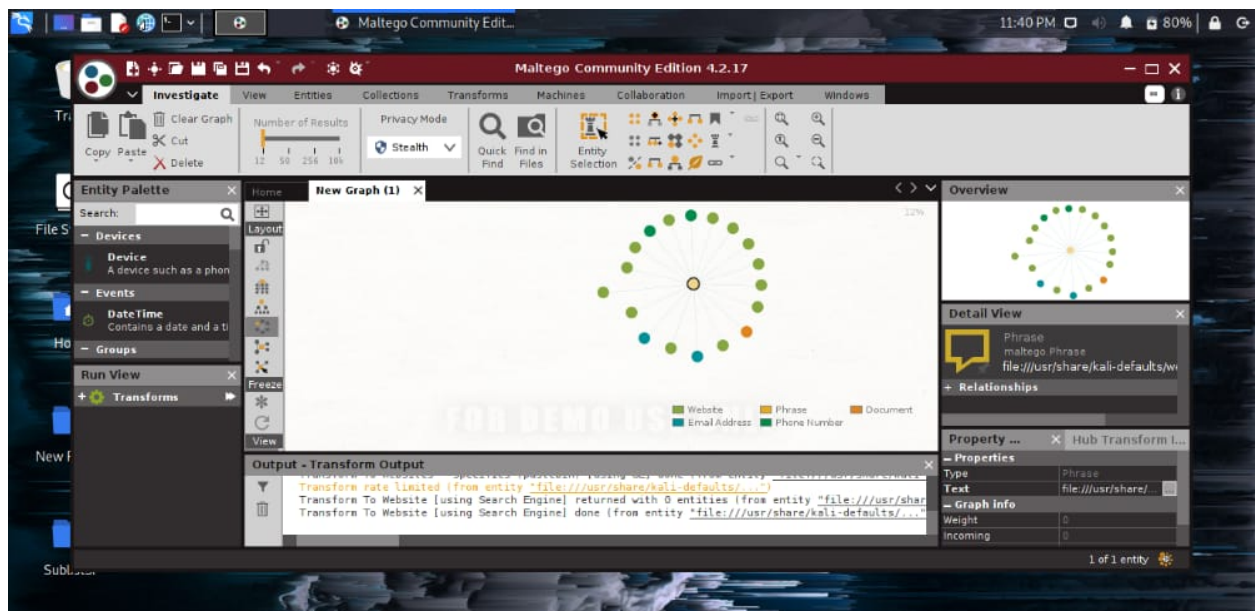 Maltego Community Edit...
11:40 PM
80%
Maltego Community Edition 4.2.17
Investigate View Entities Collections Transforms Machines Collaboration Import | Export Windows
Copy Paste
Clear Graph
Cut
Delete
Number of Results
12 50 256 10k
Privacy Mode
Stealth
Quick Find
Find in Files
Entity Selection
Entity Palette
Search:
Devices
Device
A device such as a phon
Events
DateTime
Contains a date and a ti
Groups
Run View
Transforms
Home New Graph (1)
Layout
Freeze
View
12%
FOR DEMO US
Website Phrase Document
Email Address Phone Number
Output - Transform Output
Transform rate limited (from entity "file:///usr/share/kali-defaults/...")
Transform To Website [using Search Engine] returned with 0 entities (from entity "file:///usr/shar
Transform To Website [using Search Engine] done (from entity "file:///usr/share/kali-defaults/..."
Overview
Detail View
Phrase
maltego Phrase
file:///usr/share/kali-defaults/we
Relationships
Property ... Hub Transform I...
Properties
Type Phrase
Text file:///usr/share/...
Graph info
Weight 0
Incoming 0
1 of 1 entity
File S
Ho
New F